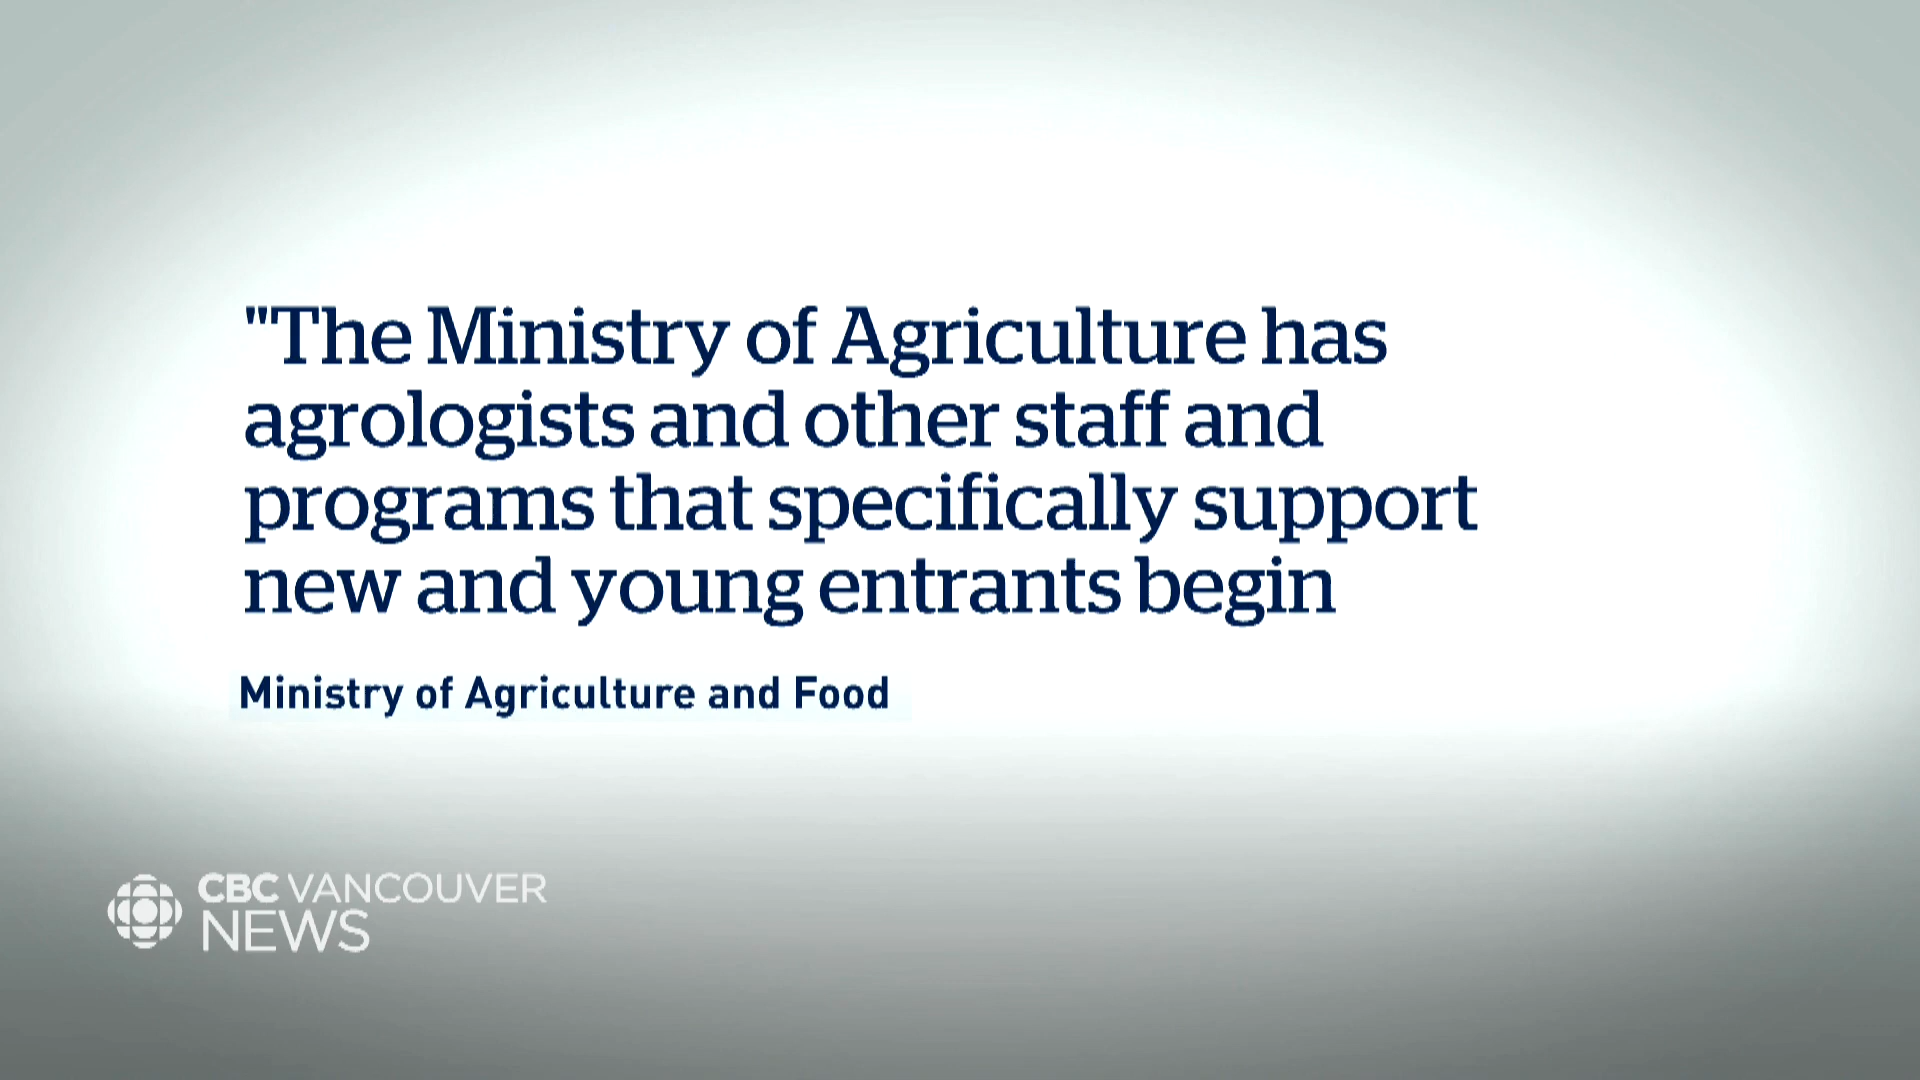 "The Ministry of Agriculture has
agrologists and other staff and
programs that specifically support
new and young entrants begin
Ministry of Agriculture and Food
CBC VANCOUVER
NEWS